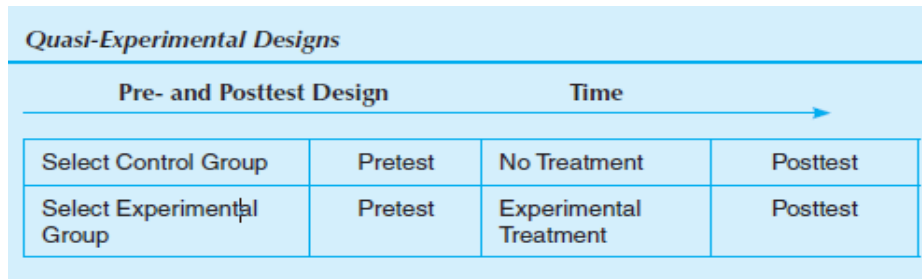 Quasi-Experimental Designs
Pre- and Posttest Design Time
Select Control Group Pretest No Treatment Posttest
Select Experimental Group Pretest Experimental Treatment Posttest